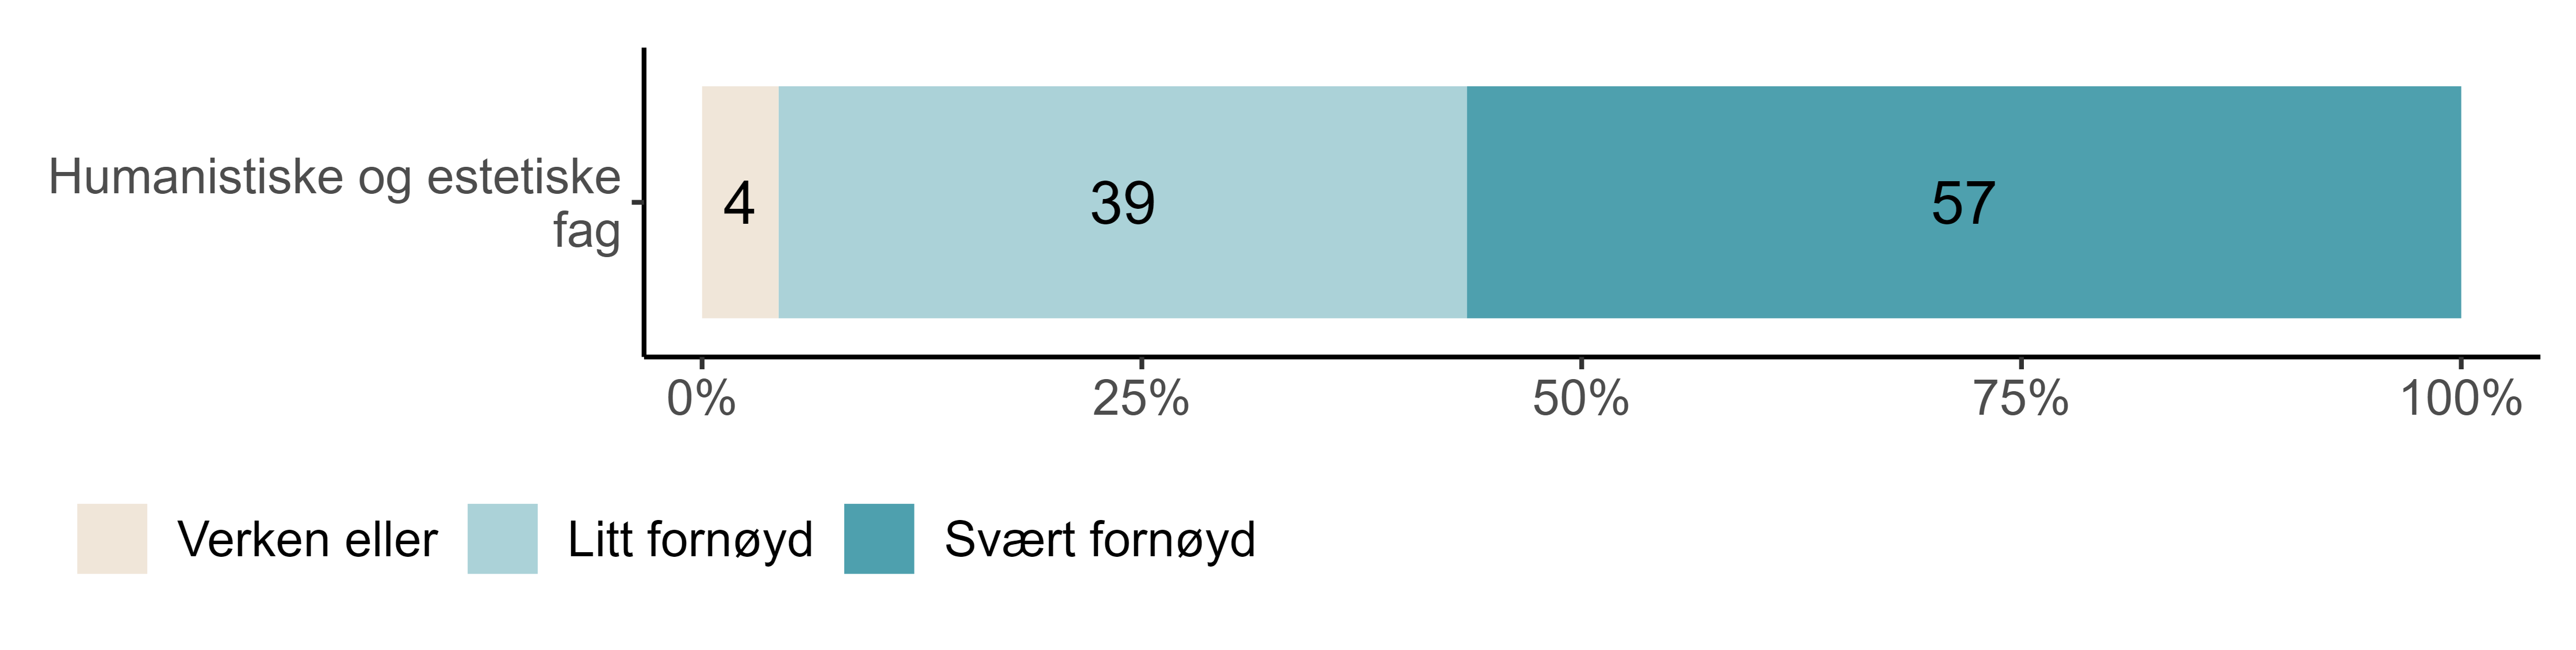 Humanistiske og estetiske
fag
4 39 57
0% 25% 50% 75% 100%
Verken eller Litt fornøyd Svært fornøyd